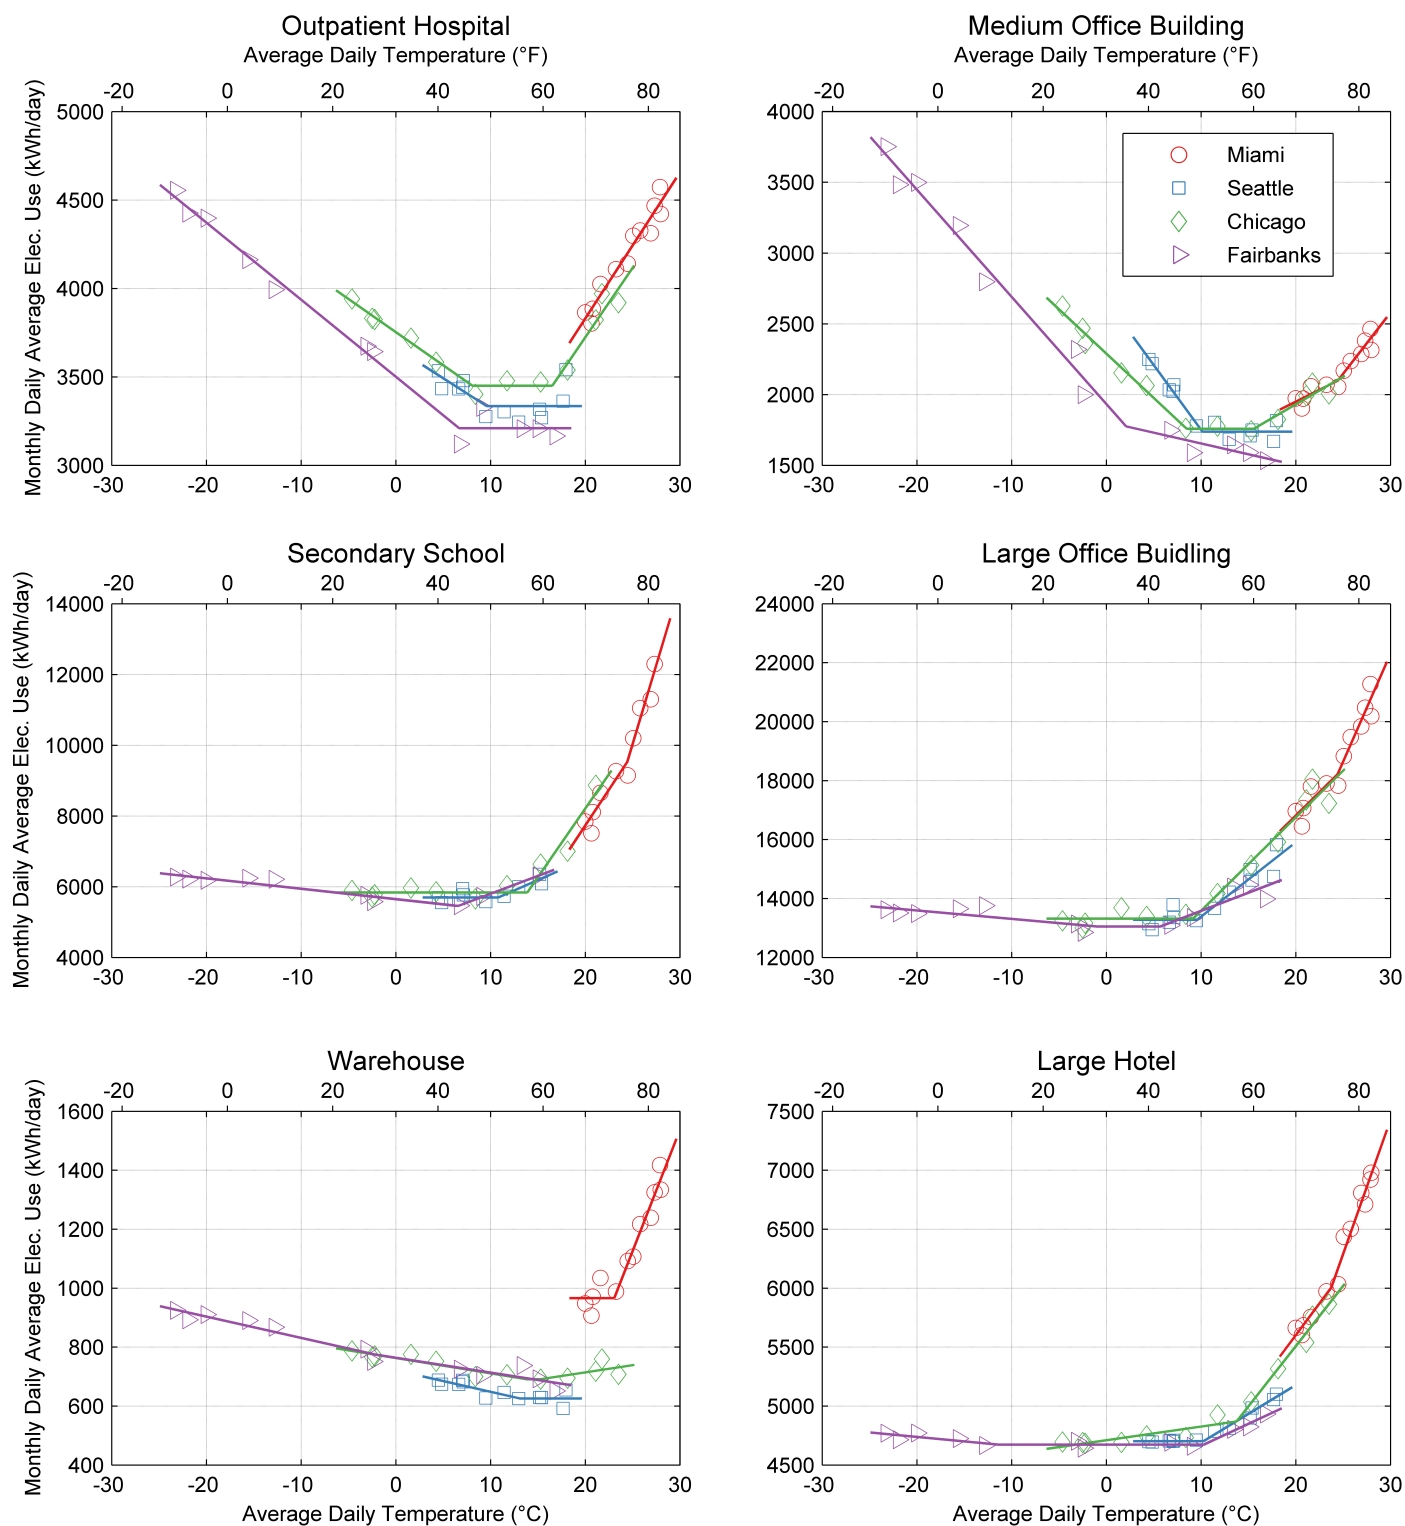 Outpatient Hospital
Average Daily Temperature (°F)
-20 0 20 40 60 80
Monthly Daily Average Elec. Use (kWh/day)
5000
4500
4000
3500
3000
-30 -20 -10 0 10 20 30
Medium Office Building
Average Daily Temperature (°F)
-20 0 20 40 60 80
4000
3500
3000
2500
2000
1500
Miami
Seattle
Chicago
Fairbanks
-30 -20 -10 0 10 20 30
Secondary School
-20 0 20 40 60 80
Monthly Daily Average Elec. Use (kWh/day)
14000
12000
10000
8000
6000
4000
-30 -20 -10 0 10 20 30
Large Office Buidling
-20 0 20 40 60 80
24000
22000
20000
18000
16000
14000
12000
-30 -20 -10 0 10 20 30
Warehouse
-20 0 20 40 60 80
Monthly Daily Average Elec. Use (kWh/day)
1600
1400
1200
1000
800
600
400
-30 -20 -10 0 10 20 30
Average Daily Temperature (°C)
Large Hotel
-20 0 20 40 60 80
7500
7000
6500
6000
5500
5000
4500
-30 -20 -10 0 10 20 30
Average Daily Temperature (°C)